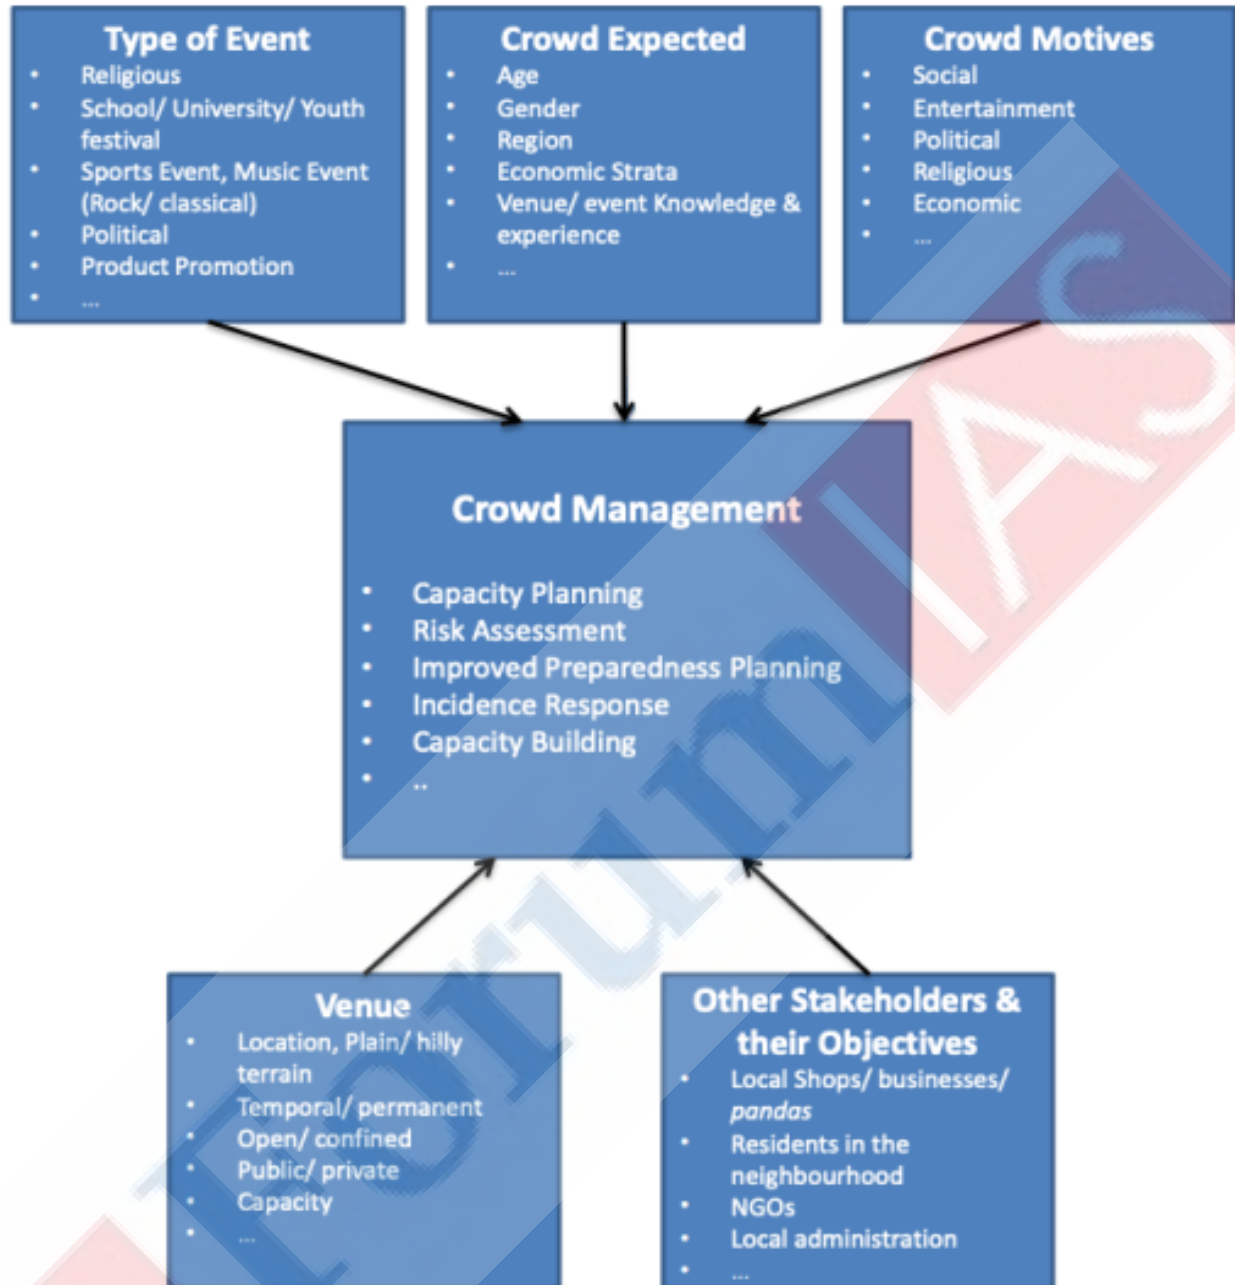 Type of Event
• Religious
• School/ University/ Youth
festival
• Sports Event, Music Event
(Rock/ classical)
• Political
• Product Promotion
• ...
Crowd Expected
• Age
• Gender
• Region
• Economic Strata
• Venue/ event Knowledge &
experience
• ...
Crowd Motives
• Social
• Entertainment
• Political
• Religious
• Economic
• ...
Crowd Management
• Capacity Planning
• Risk Assessment
• Improved Preparedness Planning
• Incidence Response
• Capacity Building
• ..
Venue
• Location, Plain/ hilly
terrain
• Temporal/ permanent
• Open/ confined
• Public/ private
• Capacity
• ...
Other Stakeholders &
their Objectives
• Local Shops/ businesses/
pandas
• Residents in the
neighbourhood
• NGOs
• Local administration
• ...
Forum IAS